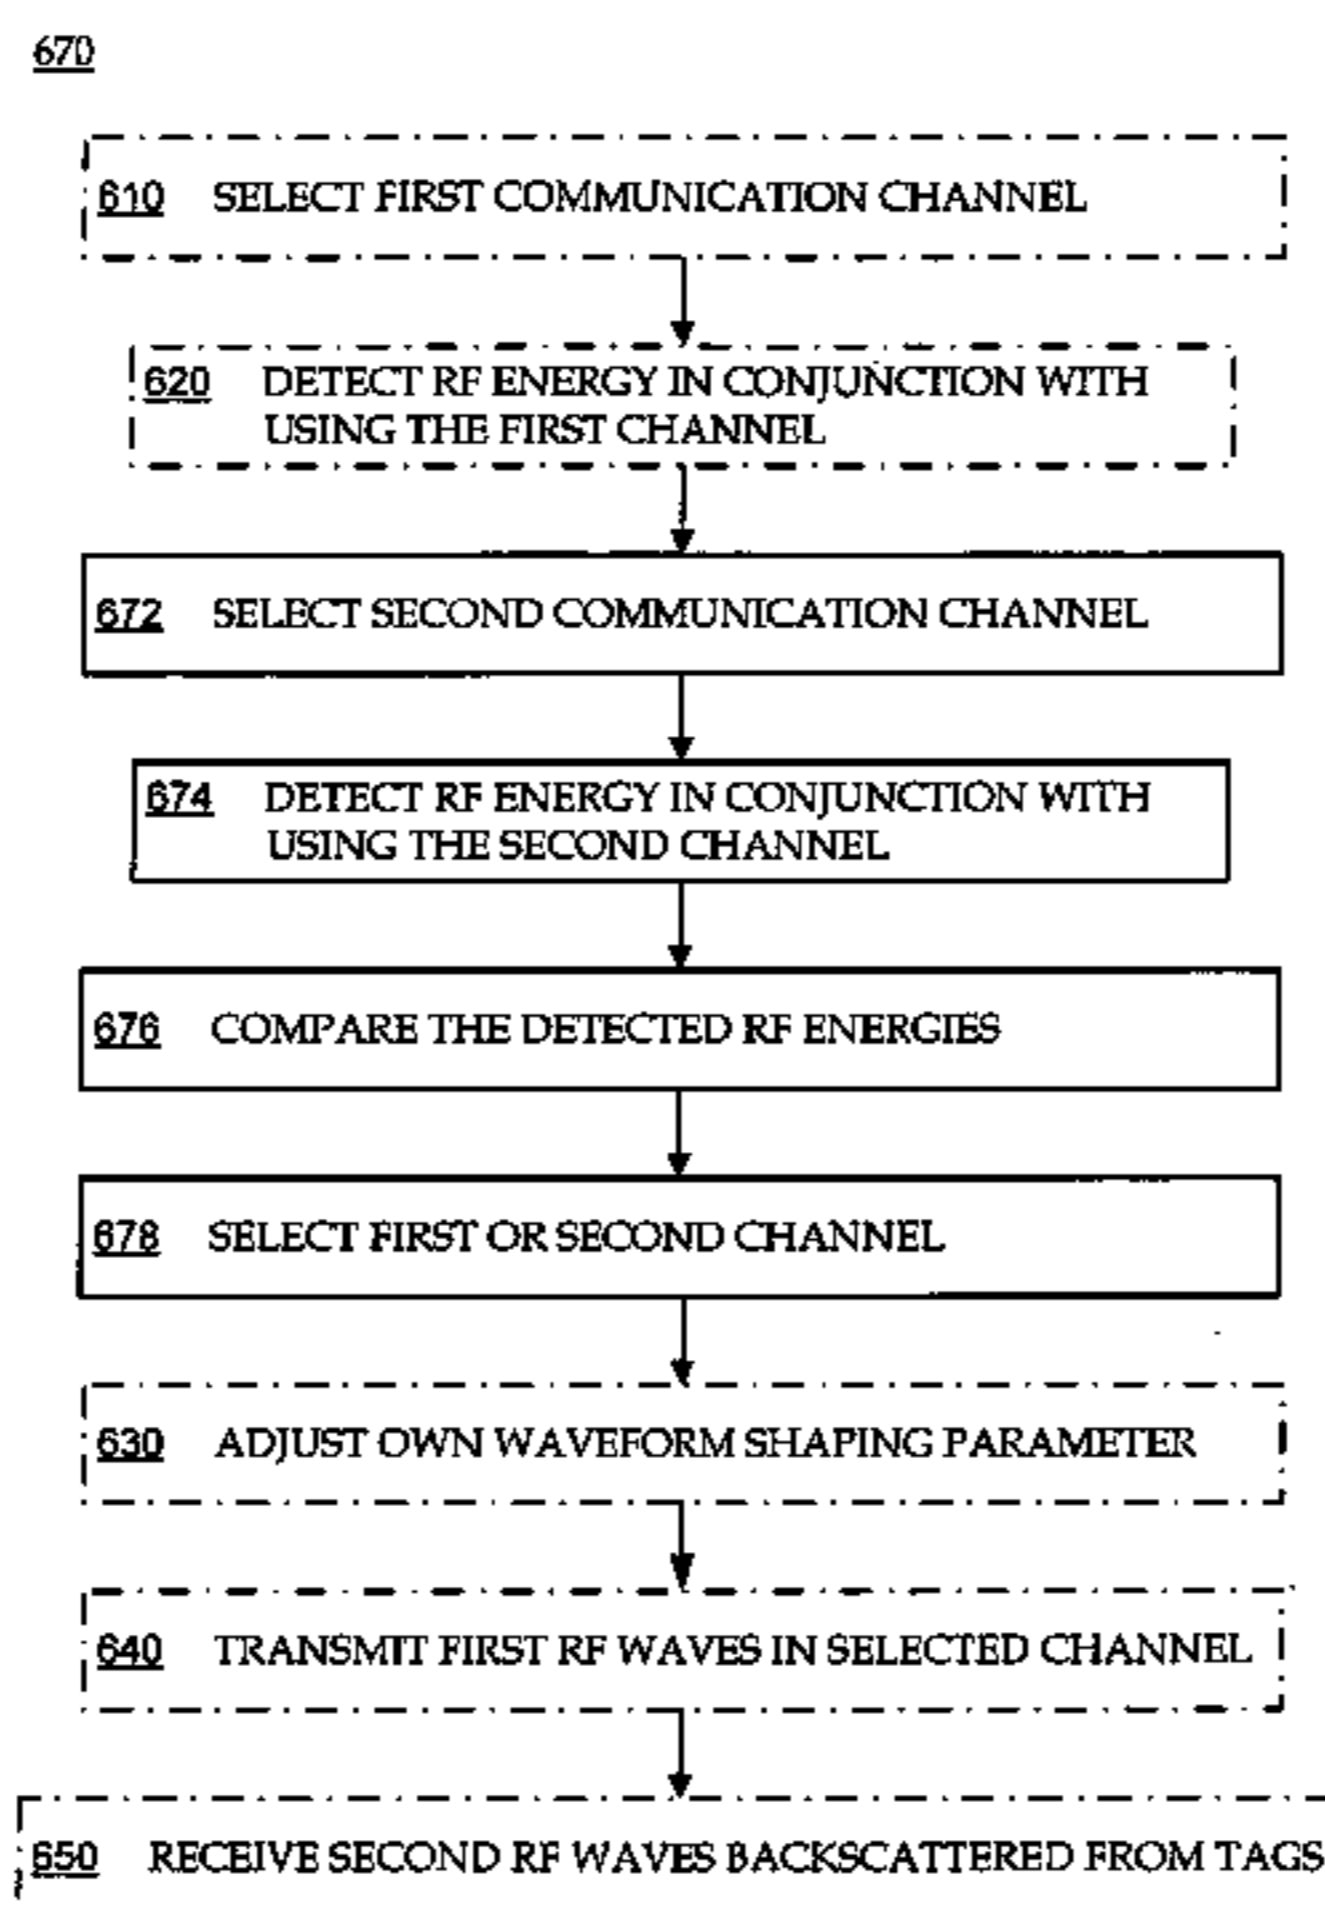 670
610 SELECT FIRST COMMUNICATION CHANNEL
620 DETECT RF ENERGY IN CONJUNCTION WITH
USING THE FIRST CHANNEL
672 SELECT SECOND COMMUNICATION CHANNEL
674 DETECT RF ENERGY IN CONJUNCTION WITH
USING THE SECOND CHANNEL
676 COMPARE THE DETECTED RF ENERGIES
678 SELECT FIRST OR SECOND CHANNEL
630 ADJUST OWN WAVEFORM SHAPING PARAMETER
640 TRANSMIT FIRST RF WAVES IN SELECTED CHANNEL
650 RECEIVE SECOND RF WAVES BACKSCATTERED FROM TAGS